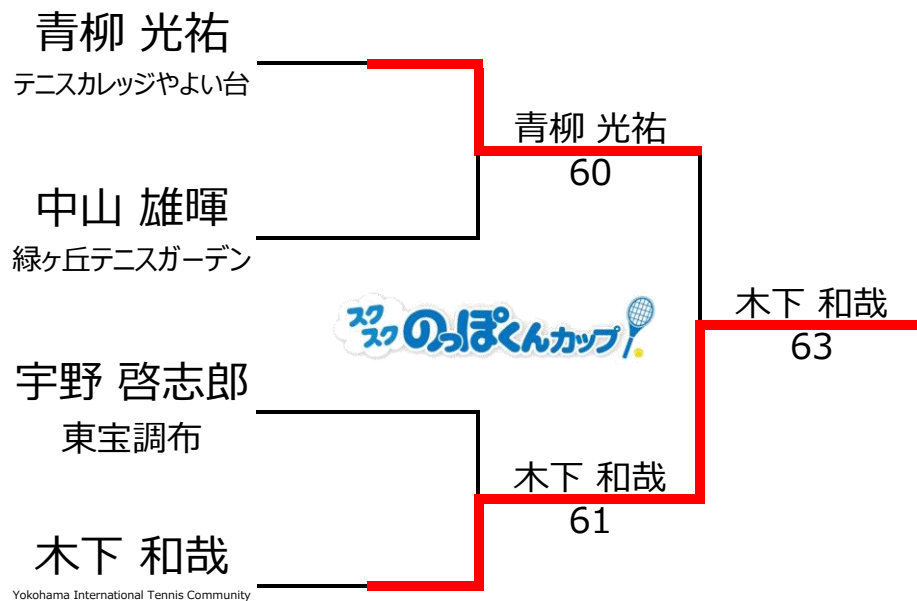 青柳 光祐
テニスカレッジやよい台
青柳 光祐
60
中山 雄暉
緑ヶ丘テニスガーデン
スクスク のっぽくんカップ
木下 和哉
63
宇野 啓志郎
東宝調布
木下 和哉
61
木下 和哉
Yokohama International Tennis Community